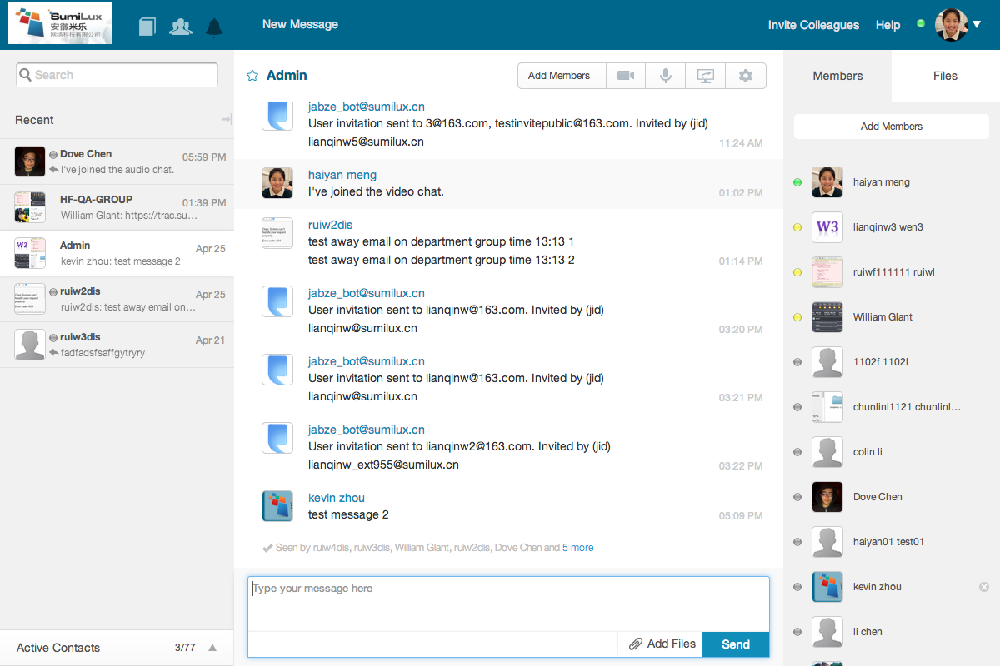 SumiLux
安徽米乐
网络科技有限公司
New Message
Invite Colleagues
Help
Search
Recent
Dove Chen
05:59 PM
I've joined the audio chat.
HF-QA-GROUP
01:39 PM
William Glant: https://trac.su…
Admin
Apr 25
kevin zhou: test message 2
ruiw2dis
Apr 25
ruiw2dis: test away email on…
ruiw3dis
Apr 21
fadfadsfsaffgytryry
Active Contacts
3/77
Admin
Add Members
jabze_bot@sumilux.cn
User invitation sent to 3@163.com, testinvitepublic@163.com. Invited by (jid)
lianqinw5@sumilux.cn
11:24 AM
haiyan meng
I've joined the video chat.
01:02 PM
ruiw2dis
test away email on department group time 13:13 1
test away email on department group time 13:13 2
01:14 PM
jabze_bot@sumilux.cn
User invitation sent to lianqinw@163.com. Invited by (jid)
lianqinw@sumilux.cn
03:20 PM
jabze_bot@sumilux.cn
User invitation sent to lianqinw@163.com. Invited by (jid)
lianqinw@sumilux.cn
03:21 PM
jabze_bot@sumilux.cn
User invitation sent to lianqinw2@163.com. Invited by (jid)
lianqinw_ext955@sumilux.cn
03:22 PM
kevin zhou
test message 2
05:09 PM
Seen by ruiw4dis, ruiw3dis, William Glant, ruiw2dis, Dove Chen and 5 more
Type your message here
Add Files
Send
Members
Files
Add Members
haiyan meng
W3
lianqinw3 wen3
ruiwf111111 ruiwl
William Glant
1102f 1102l
chunlinl1121 chunlinl…
colin li
Dove Chen
haiyan01 test01
kevin zhou
li chen